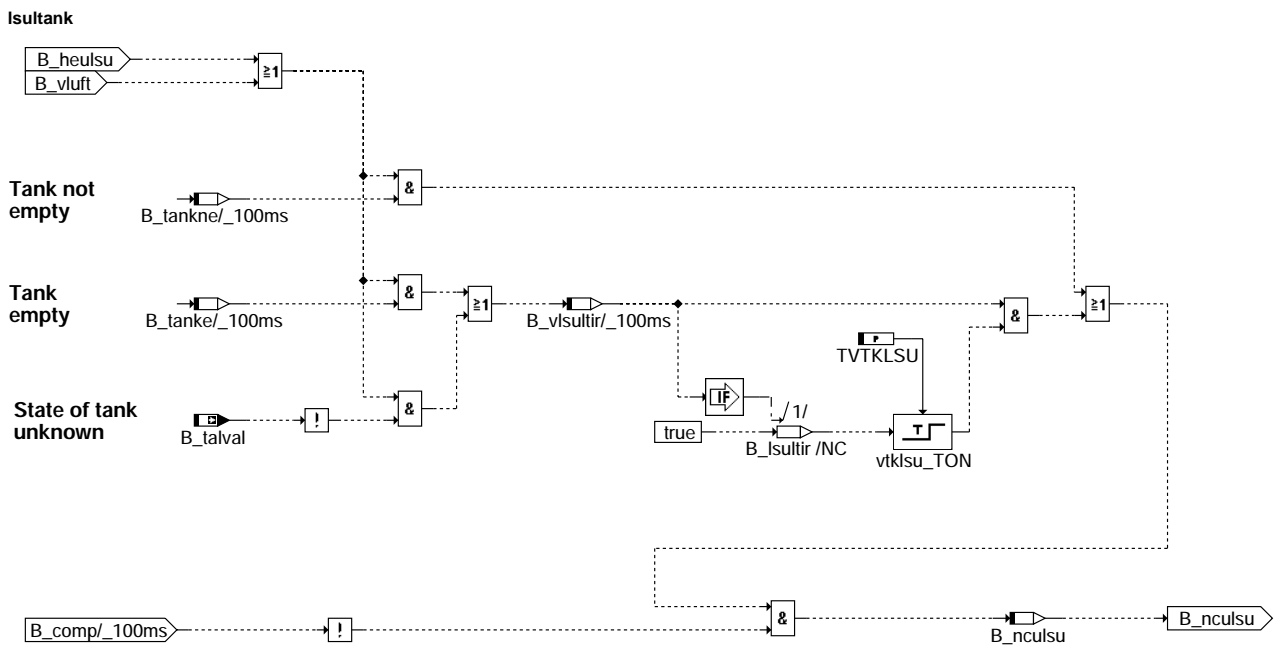 lsultank
B_heulsu
B_vluft
≥1
&
Tank not
empty
B_tankne/_100ms
Tank
empty
B_tanke/_100ms
&
≥1
B_vlsultir/_100ms
&
≥1
P
TVTKLSU
State of tank
unknown
B_talval
!
&
IF
/1/
true
B_lsultir /NC
T
vtklsu_TON
B_comp/_100ms
!
&
B_nculsu
B_nculsu